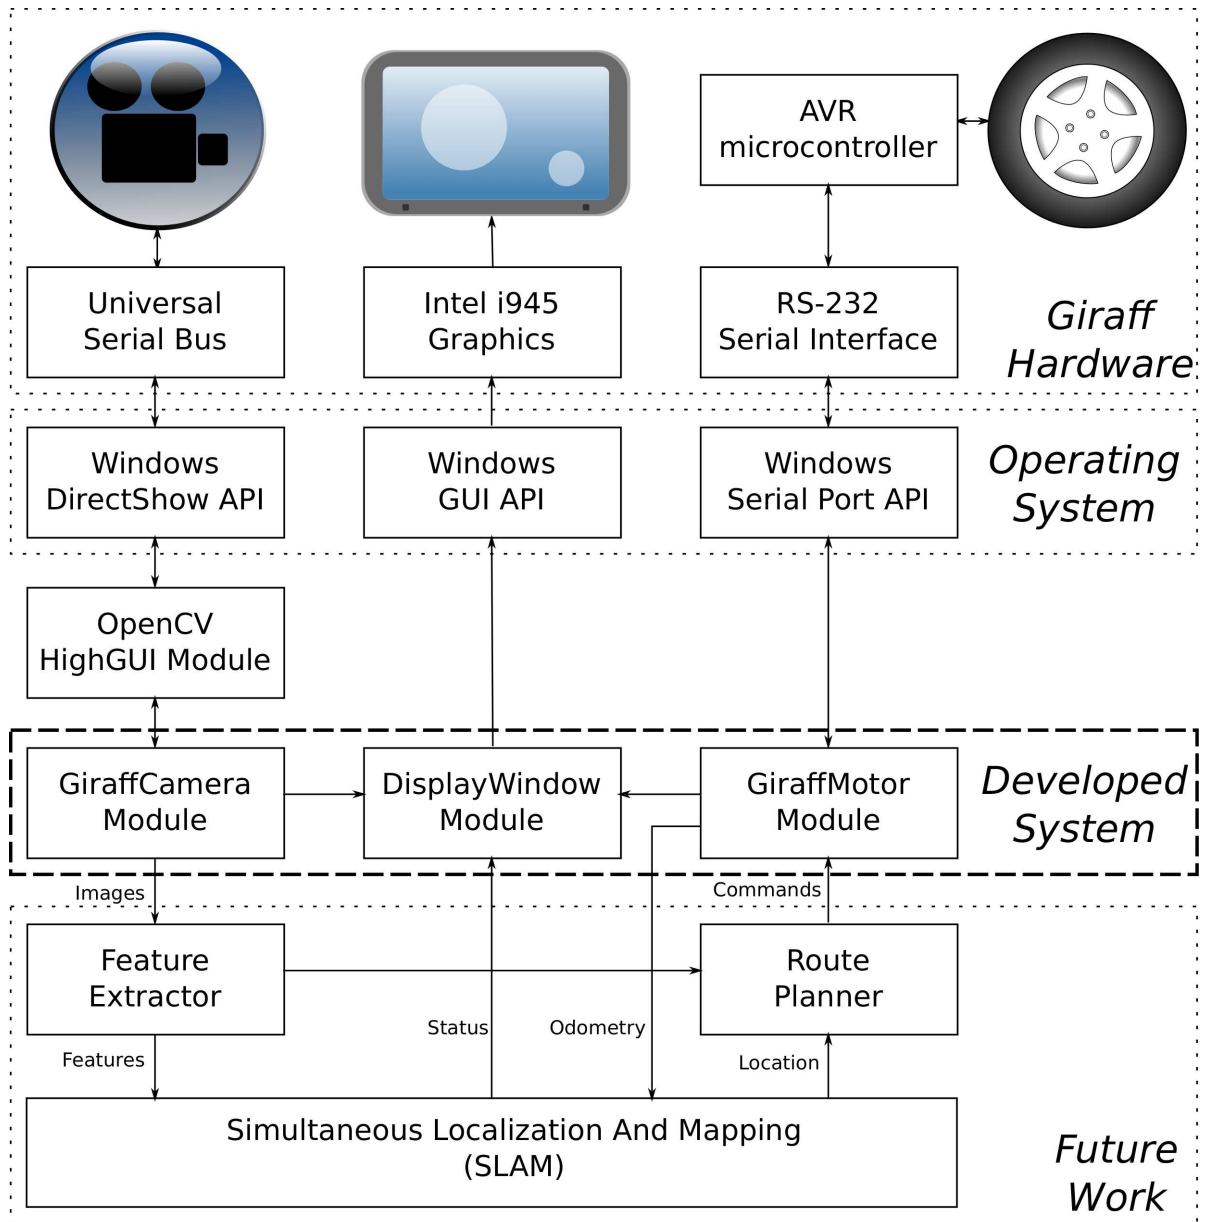 AVR
microcontroller
Universal
Serial Bus
Intel i945
Graphics
RS-232
Serial Interface
Giraff
Hardware
Windows
DirectShow API
Windows
GUI API
Windows
Serial Port API
Operating
System
OpenCV
HighGUI Module
GiraffCamera
Module
DisplayWindow
Module
GiraffMotor
Module
Developed
System
Images
Commands
Feature
Extractor
Route
Planner
Status
Odometry
Features
Location
Simultaneous Localization And Mapping
(SLAM)
Future
Work